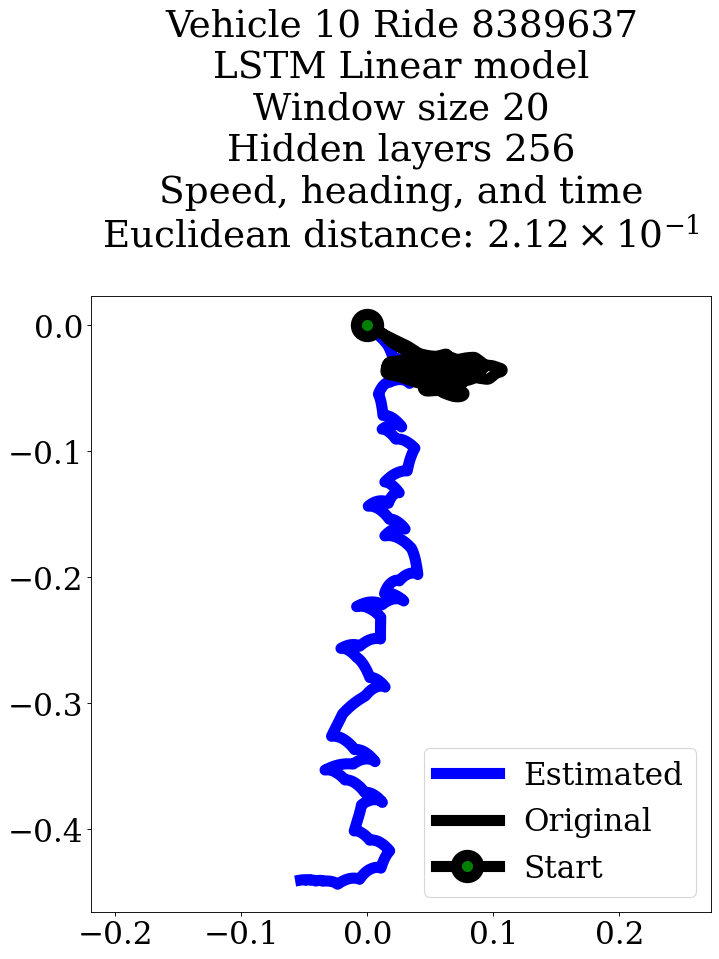 Vehicle 10 Ride 8389637
LSTM Linear model
Window size 20
Hidden layers 256
Speed, heading, and time
Euclidean distance: 2.12 × 10⁻¹
0.0
−0.1
−0.2
−0.3
−0.4
Estimated
Original
Start
−0.2 −0.1 0.0 0.1 0.2